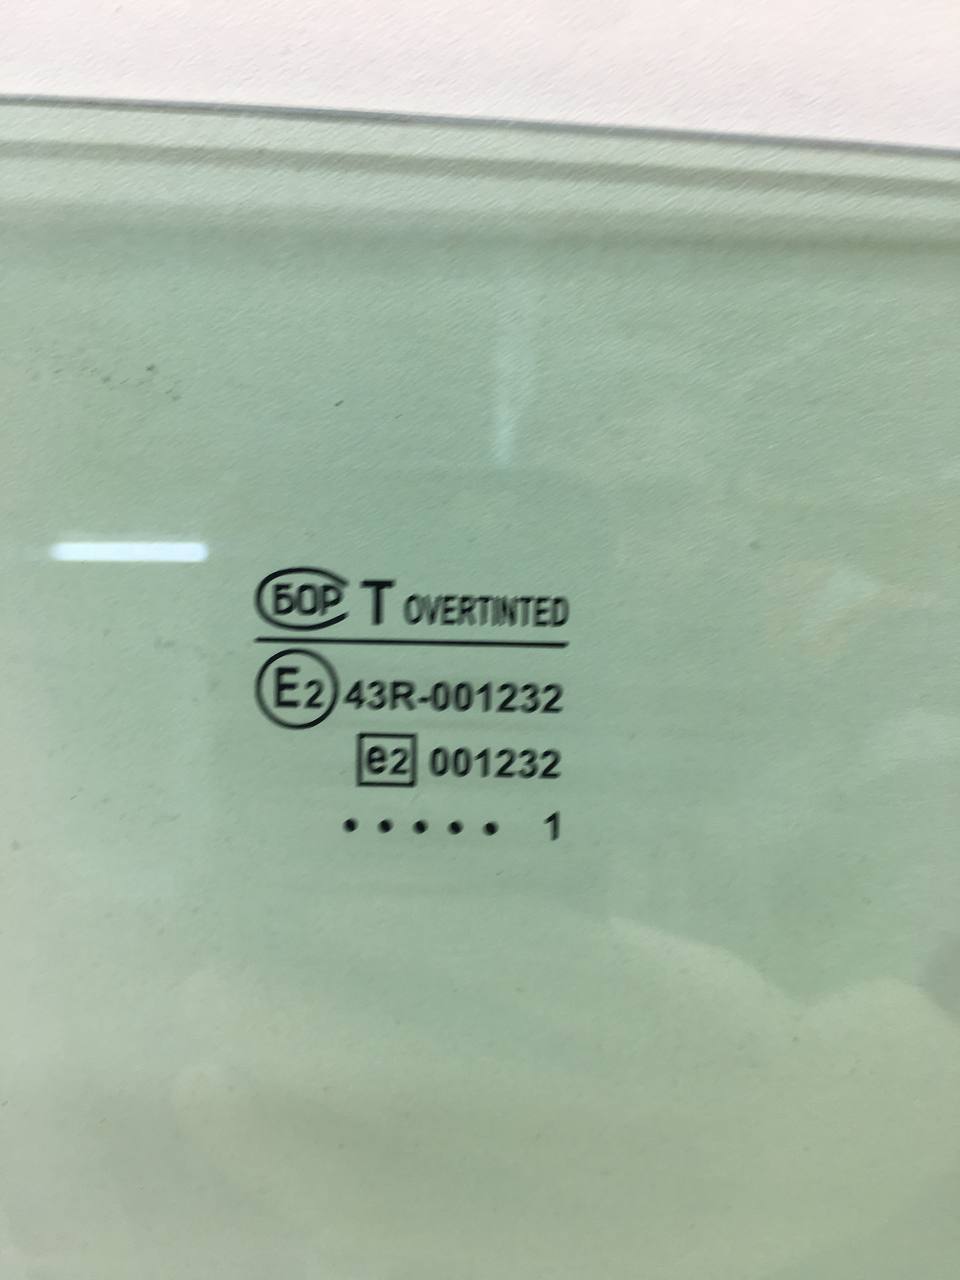 БОР T OVERTINTED
E2 43R-001232
e2 001232
. . . . . 1